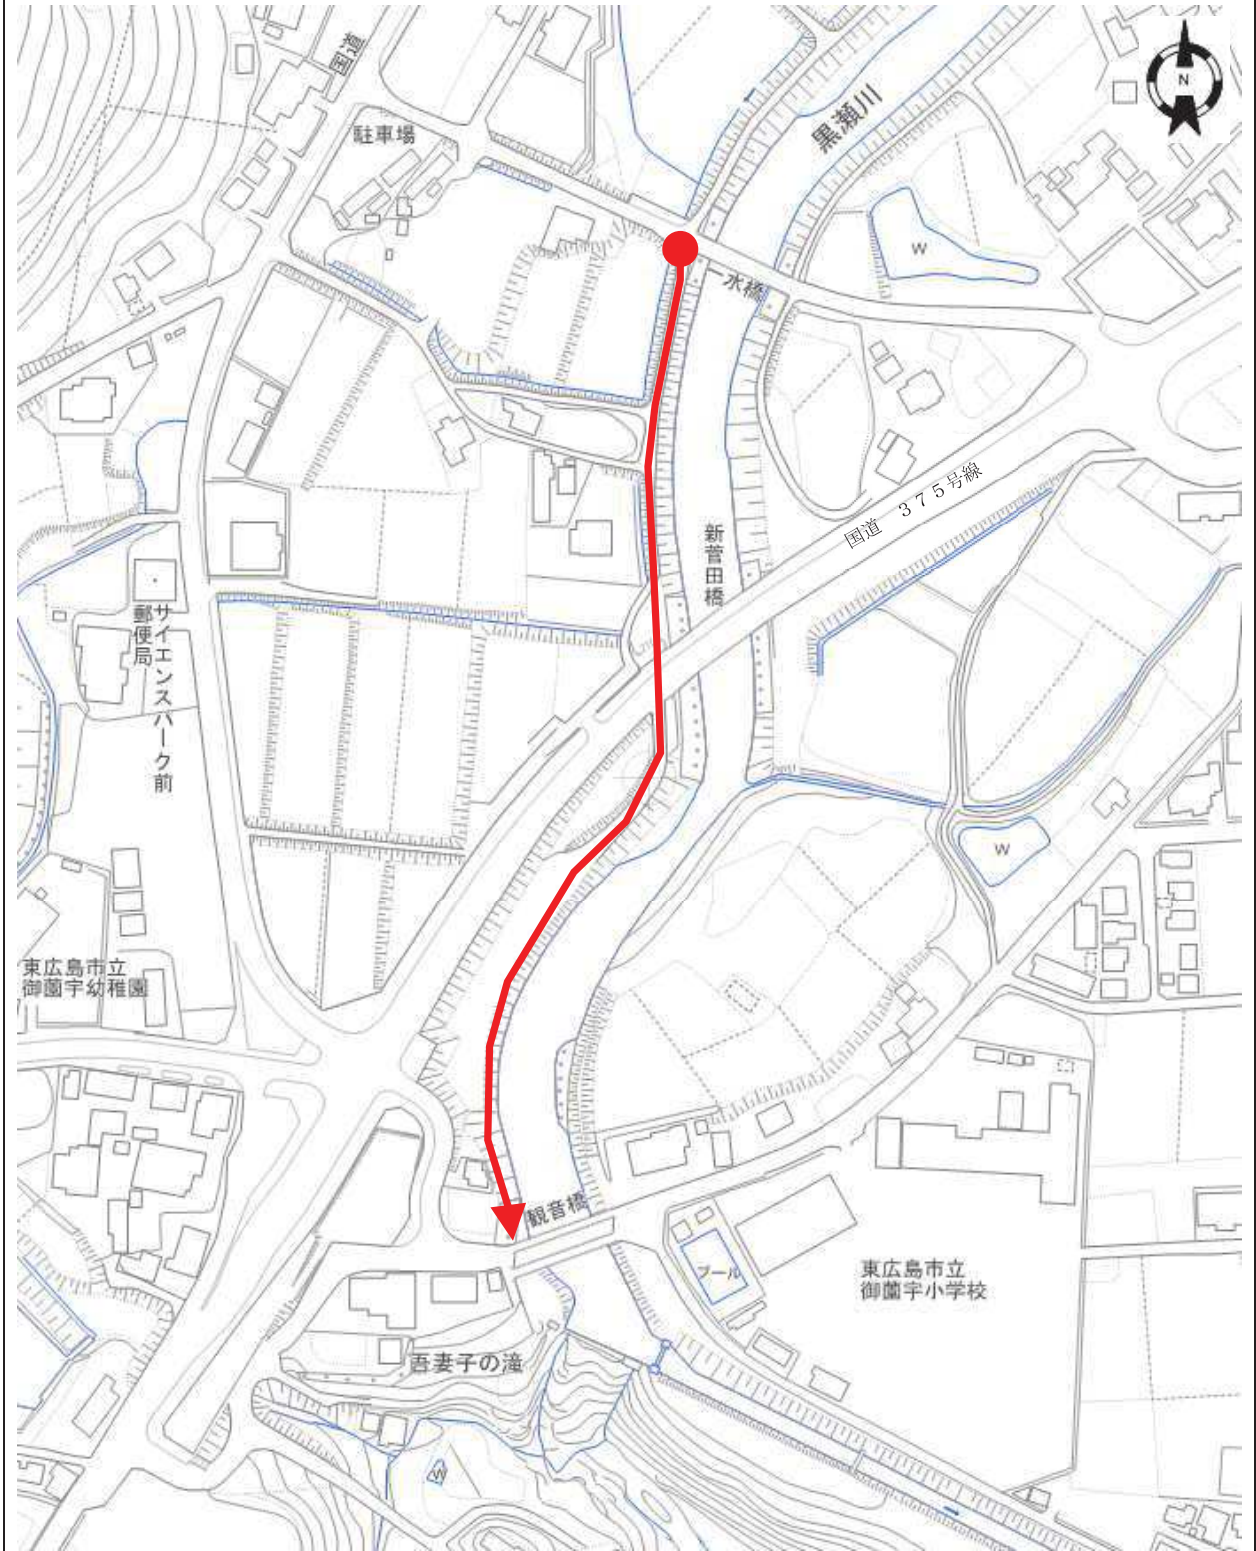 国道
N
黒瀬川
駐車場
W
一水橋
国道 375号線
新菅田橋
サイエンスパーク前
郵便局
W
東広島市立
御薗宇幼稚園
観音橋
プール
東広島市立
御薗宇小学校
吾妻子の滝
W